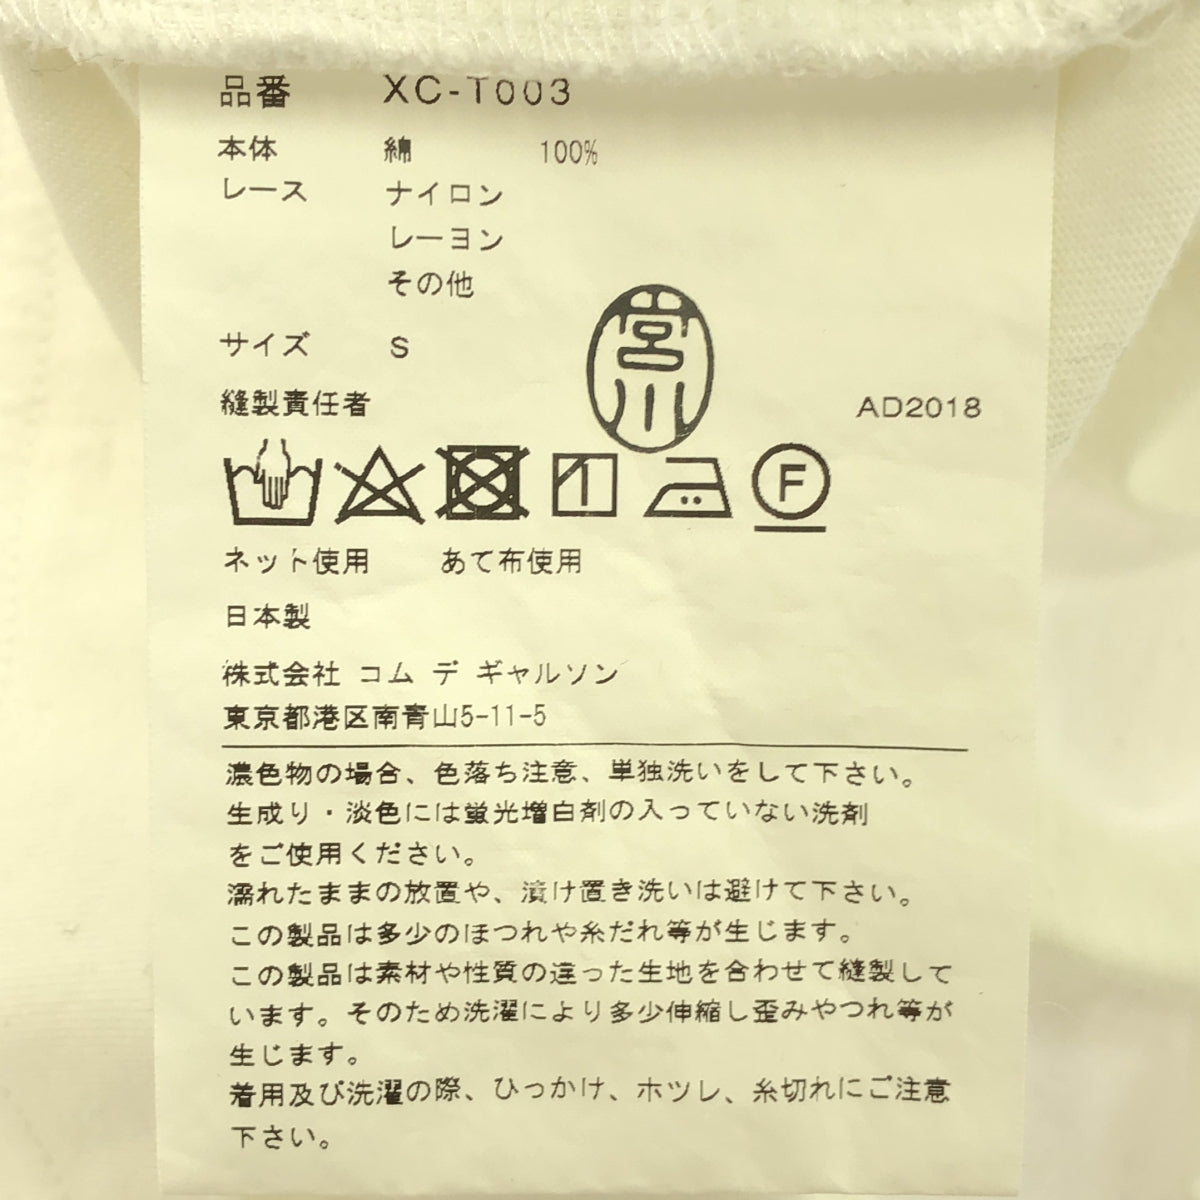 品番 XC-T003
本体 綿 100%
レース ナイロン
レーヨン
その他
サイズ S
宮川
縫製責任者 AD2018
F
ネット使用 あて布使用
日本製
株式会社 コム デ ギャルソン
東京都港区南青山5-11-5
濃色物の場合、色落ち注意、単独洗いをして下さい。
生成り・淡色には蛍光増白剤の入っていない洗剤
をご使用ください。
濡れたままの放置や、漬け置き洗いは避けて下さい。
この製品は多少のほつれや糸だれ等が生じます。
この製品は素材や性質の違った生地を合わせて縫製して
います。そのため洗濯により多少伸縮し歪みやつれ等が
生じます。
着用及び洗濯の際、ひっかけ、ホツレ、糸切れにご注意
下さい。